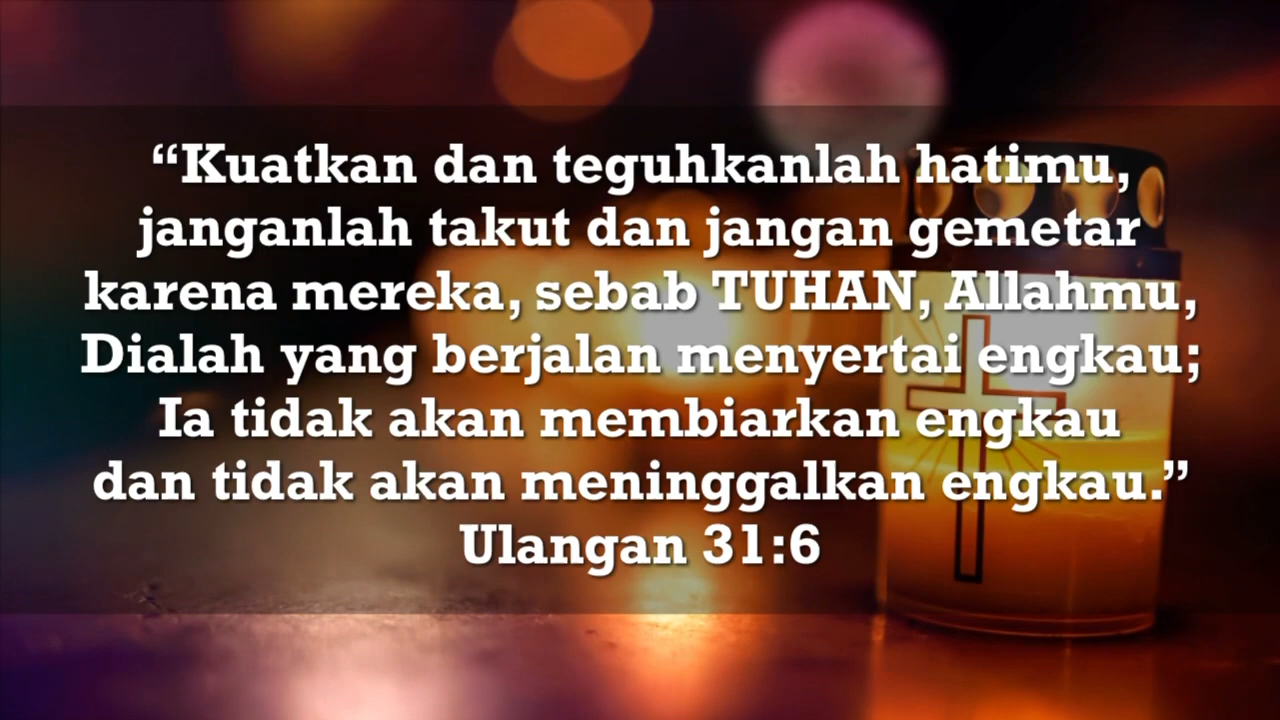 “Kuatkan dan teguhkanlah hatimu,
janganlah takut dan jangan gemetar
karena mereka, sebab TUHAN, Allahmu,
Dialah yang berjalan menyertai engkau;
Ia tidak akan membiarkan engkau
dan tidak akan meninggalkan engkau.”
Ulangan 31:6